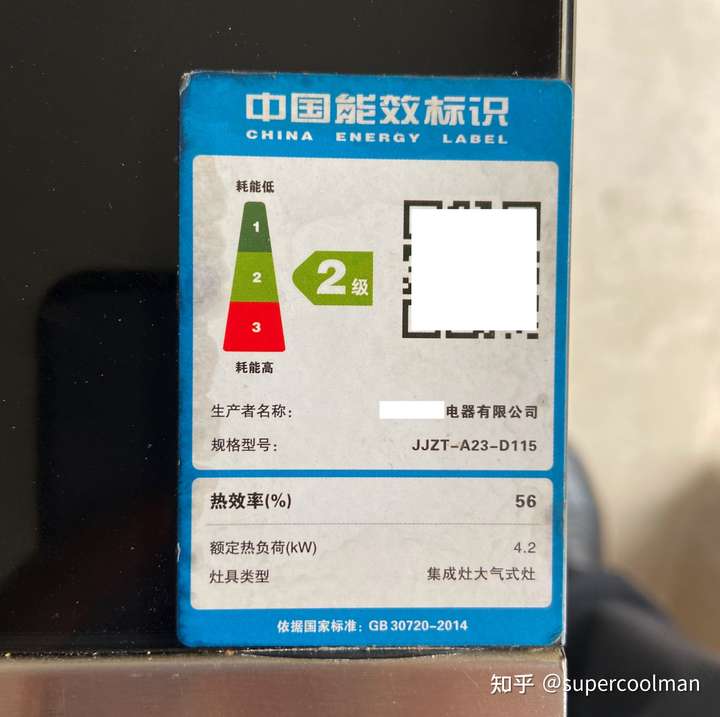 中国能效标识
CHINA ENERGY LABEL
耗能低
1
2
3
2级
耗能高
生产者名称：
电器有限公司
规格型号：
JJZT-A23-D115
热效率(%)
56
额定热负荷(kW)
4.2
灶具类型
集成灶大气式灶
依据国家标准：GB 30720-2014
知乎 @supercoolman